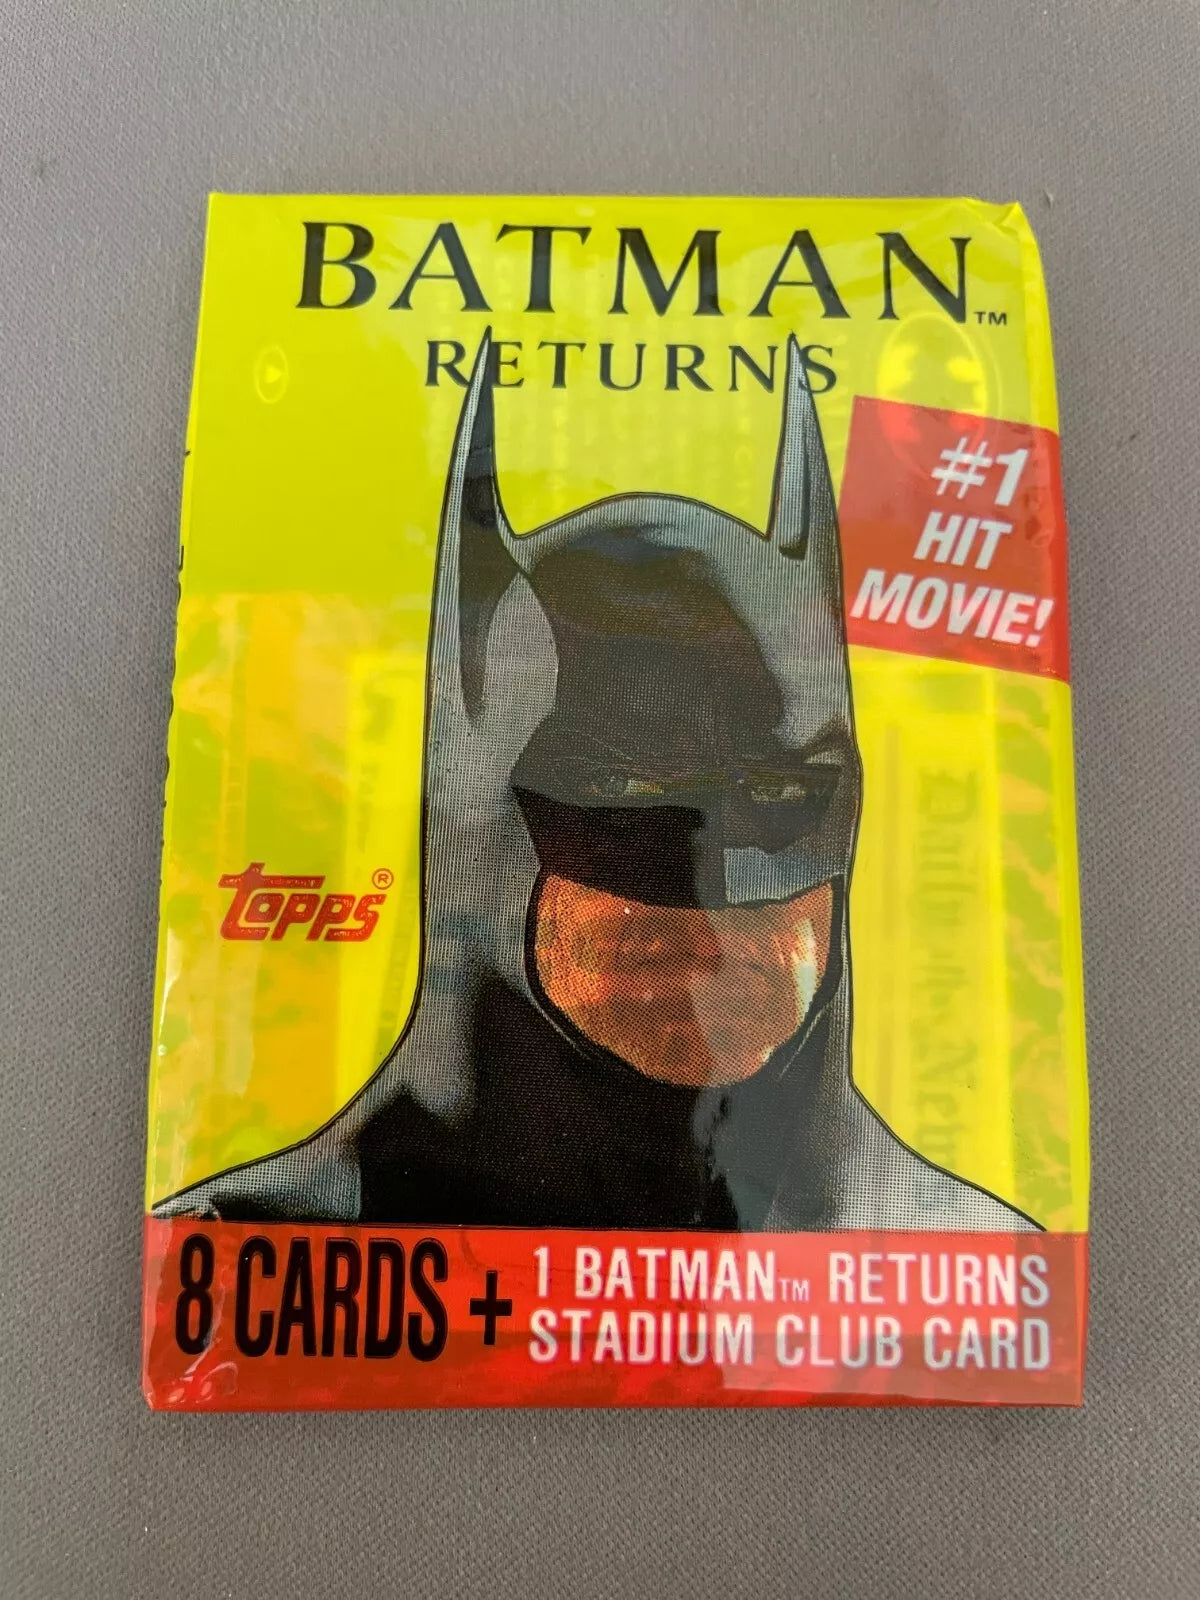 BATMAN™
RETURNS
#1
HIT
MOVIE!
TOPPS®
8 CARDS + 1 BATMAN™ RETURNS
STADIUM CLUB CARD